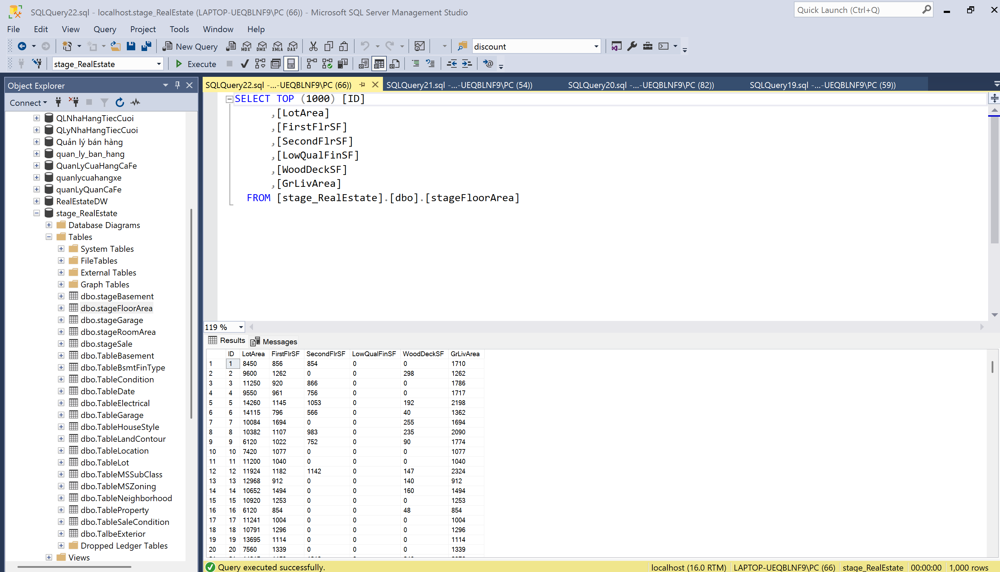 SQLQuery22.sql - localhost.stage_RealEstate (LAPTOP-UEQBLNF9\PC (66)) - Microsoft SQL Server Management Studio
Quick Launch (Ctrl+Q)
File Edit View Query Project Tools Window Help
New Query MDX DMX XMLA DAX discount
stage_RealEstate Execute
Object Explorer
Connect
QLNhaHangTiecCuoi
QLyNhaHangTiecCuoi
Quản lý bán hàng
quan_ly_ban_hang
QuanLyCuaHangCaFe
quanlycuahangxe
quanLyQuanCaFe
RealEstateDW
stage_RealEstate
Database Diagrams
Tables
System Tables
FileTables
External Tables
Graph Tables
dbo.stageBasement
dbo.stageFloorArea
dbo.stageGarage
dbo.stageRoomArea
dbo.stageSale
dbo.TableBasement
dbo.TableBsmtFinType
dbo.TableCondition
dbo.TableDate
dbo.TableElectrical
dbo.TableGarage
dbo.TableHouseStyle
dbo.TableLandContour
dbo.TableLocation
dbo.TableLot
dbo.TableMSSubClass
dbo.TableMSZoning
dbo.TableNeighborhood
dbo.TableProperty
dbo.TableSaleCondition
dbo.TalbeExterior
Dropped Ledger Tables
Views
SQLQuery22.sql -...-UEQBLNF9\PC (66)) SQLQuery21.sql -...-UEQBLNF9\PC (54)) SQLQuery20.sql -...-UEQBLNF9\PC (82)) SQLQuery19.sql -...-UEQBLNF9\PC (59))
SELECT TOP (1000) [ID]
,[LotArea]
,[FirstFlrSF]
,[SecondFlrSF]
,[LowQualFinSF]
,[WoodDeckSF]
,[GrLivArea]
FROM [stage_RealEstate].[dbo].[stageFloorArea]
119 %
Results Messages
ID LotArea FirstFlrSF SecondFlrSF LowQualFinSF WoodDeckSF GrLivArea
1 1 8450 856 854 0 0 1710
2 2 9600 1262 0 0 298 1262
3 3 11250 920 866 0 0 1786
4 4 9550 961 756 0 0 1717
5 5 14260 1145 1053 0 192 2198
6 6 14115 796 566 0 40 1362
7 7 10084 1694 0 0 255 1694
8 8 10382 1107 983 0 235 2090
9 9 6120 1022 752 0 90 1774
10 10 7420 1077 0 0 0 1077
11 11 11200 1040 0 0 0 1040
12 12 11924 1182 1142 0 147 2324
13 13 12968 912 0 0 140 912
14 14 10652 1494 0 0 160 1494
15 15 10920 1253 0 0 0 1253
16 16 6120 854 0 0 48 854
17 17 11241 1004 0 0 0 1004
18 18 10791 1296 0 0 0 1296
19 19 13695 1114 0 0 0 1114
20 20 7560 1339 0 0 0 1339
Query executed successfully. localhost (16.0 RTM) LAPTOP-UEQBLNF9\PC (66) stage_RealEstate 00:00:00 1,000 rows